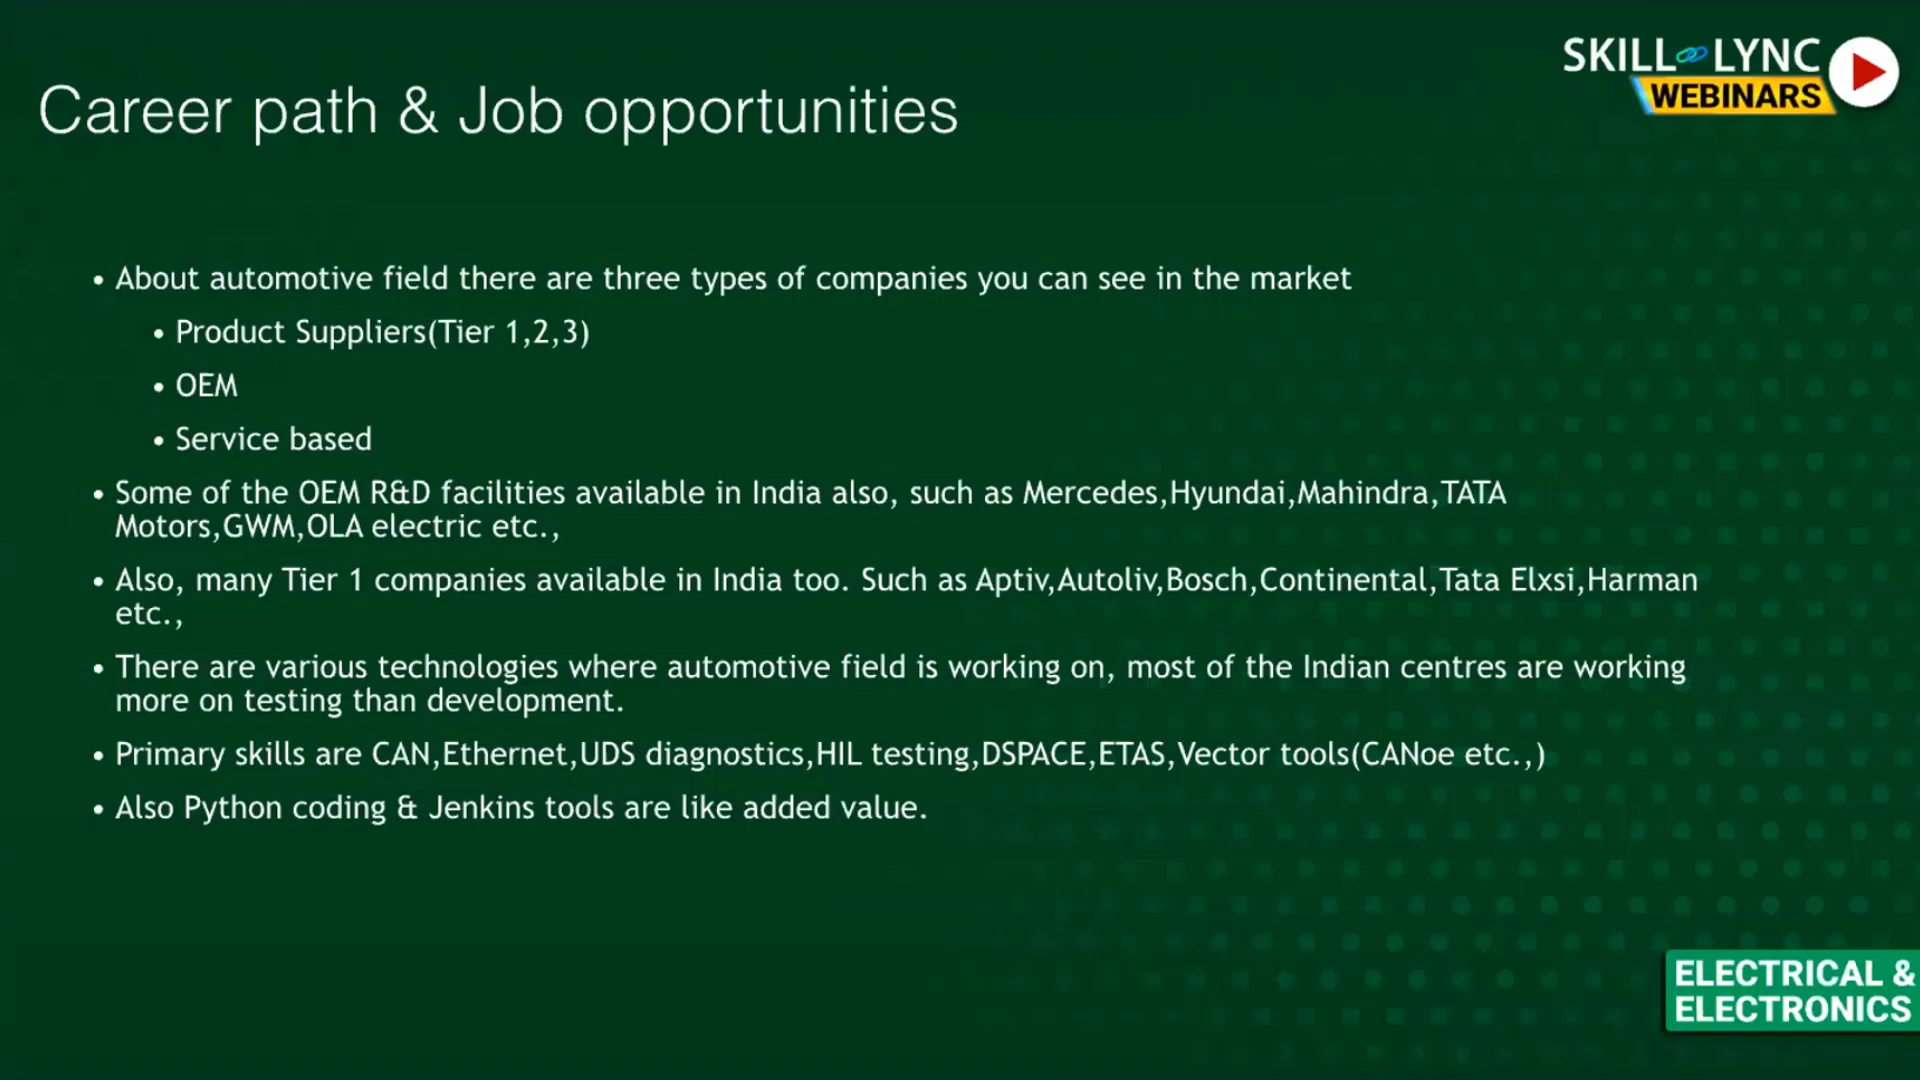 SKILL LYNC
WEBINARS
Career path & Job opportunities
• About automotive field there are three types of companies you can see in the market
• Product Suppliers(Tier 1,2,3)
• OEM
• Service based
• Some of the OEM R&D facilities available in India also, such as Mercedes,Hyundai,Mahindra,TATA
Motors,GWM,OLA electric etc.,
• Also, many Tier 1 companies available in India too. Such as Aptiv,Autoliv,Bosch,Continental,Tata Elxsi,Harman
etc.,
• There are various technologies where automotive field is working on, most of the Indian centres are working
more on testing than development.
• Primary skills are CAN,Ethernet,UDS diagnostics,HIL testing,DSPACE,ETAS,Vector tools(CANoe etc.,)
• Also Python coding & Jenkins tools are like added value.
ELECTRICAL &
ELECTRONICS